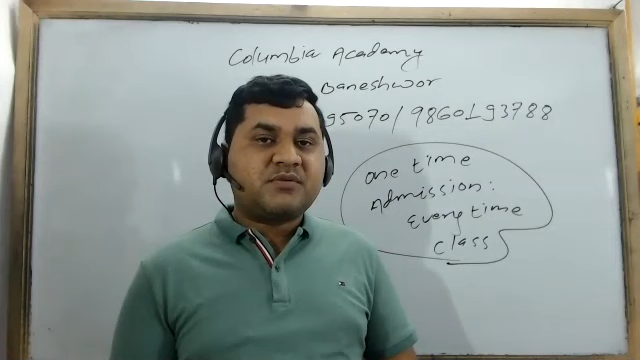 Columbia Academy
Baneshwor
95070/9860193788
one time
Admission:
Every time
class